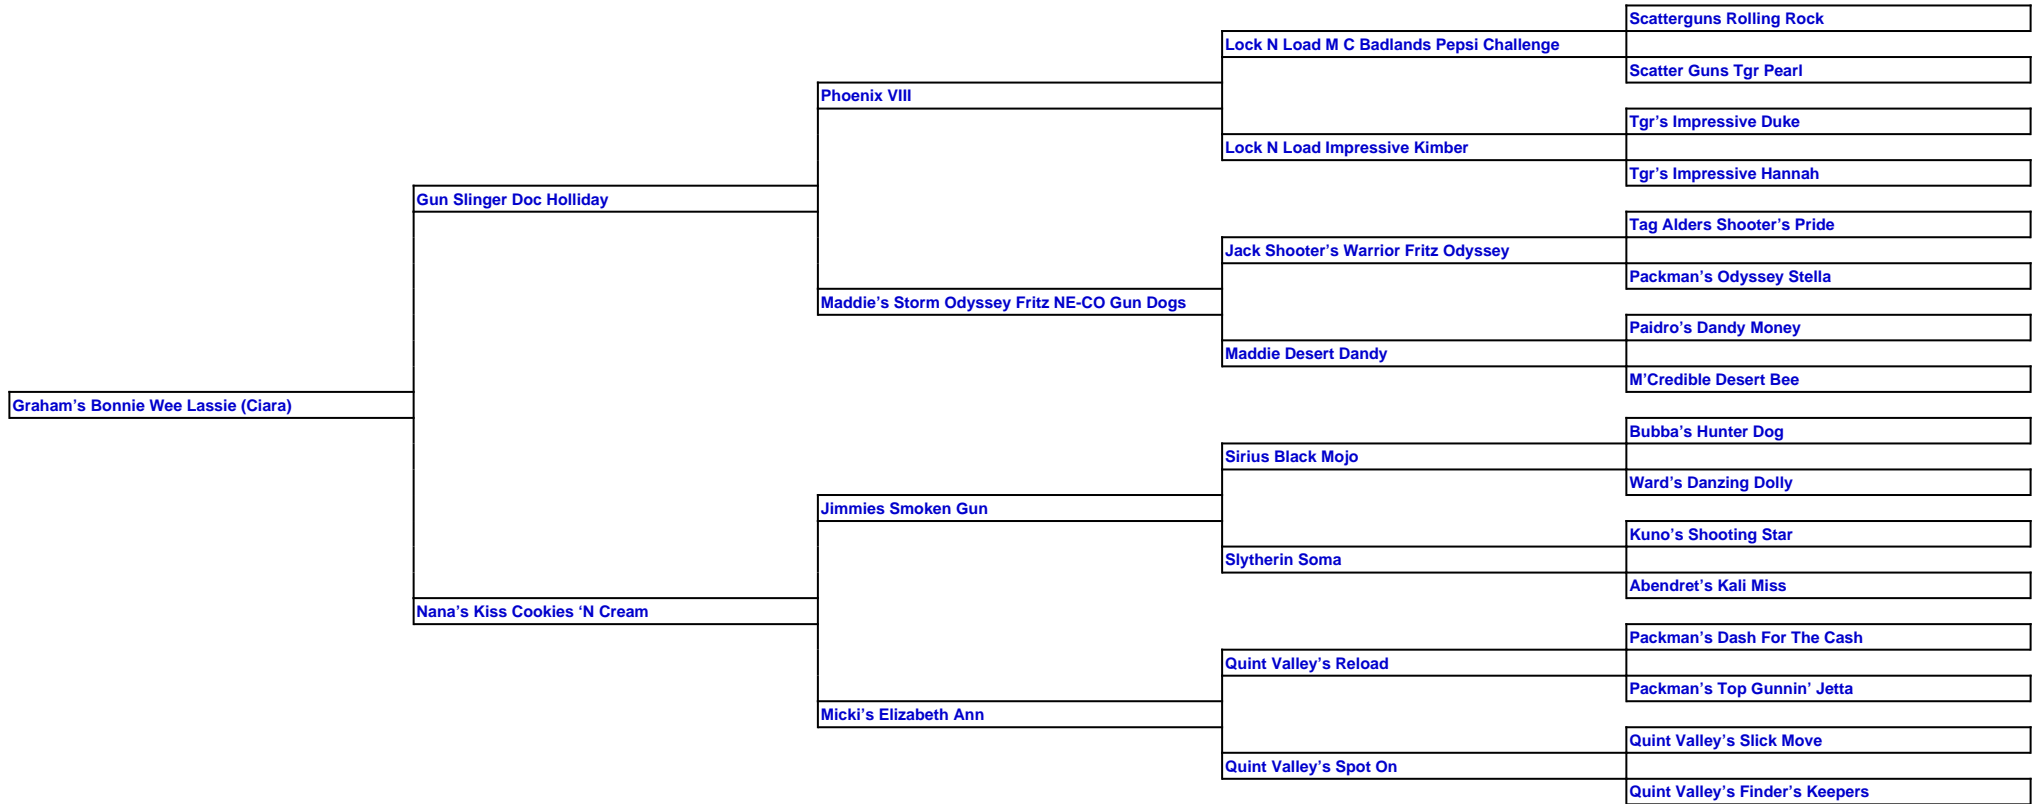 Scatterguns Rolling Rock
Lock N Load M C Badlands Pepsi Challenge
Scatter Guns Tgr Pearl
Phoenix VIII
Tgr’s Impressive Duke
Lock N Load Impressive Kimber
Tgr’s Impressive Hannah
Gun Slinger Doc Holliday
Tag Alders Shooter’s Pride
Jack Shooter’s Warrior Fritz Odyssey
Packman’s Odyssey Stella
Maddie’s Storm Odyssey Fritz NE-CO Gun Dogs
Paidro’s Dandy Money
Maddie Desert Dandy
M’Credible Desert Bee
Graham’s Bonnie Wee Lassie (Ciara)
Bubba’s Hunter Dog
Sirius Black Mojo
Ward’s Danzing Dolly
Jimmies Smoken Gun
Kuno’s Shooting Star
Slytherin Soma
Abendret’s Kali Miss
Nana’s Kiss Cookies ‘N Cream
Packman’s Dash For The Cash
Quint Valley’s Reload
Packman’s Top Gunnin’ Jetta
Micki’s Elizabeth Ann
Quint Valley’s Slick Move
Quint Valley’s Spot On
Quint Valley’s Finder’s Keepers